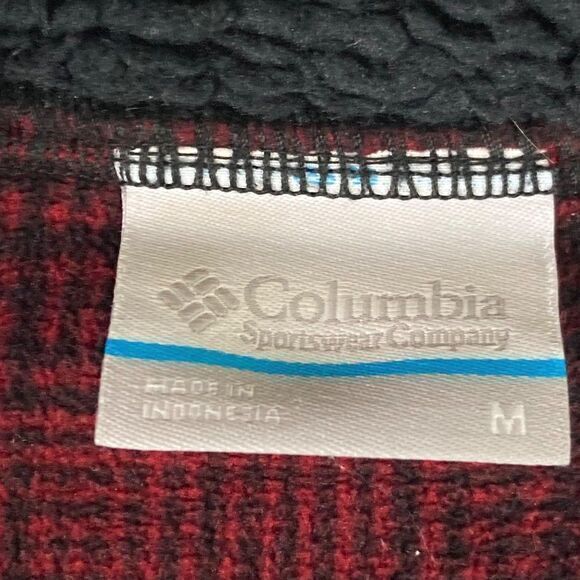 Columbia
Sportswear Company
MADE IN
INDONESIA
M